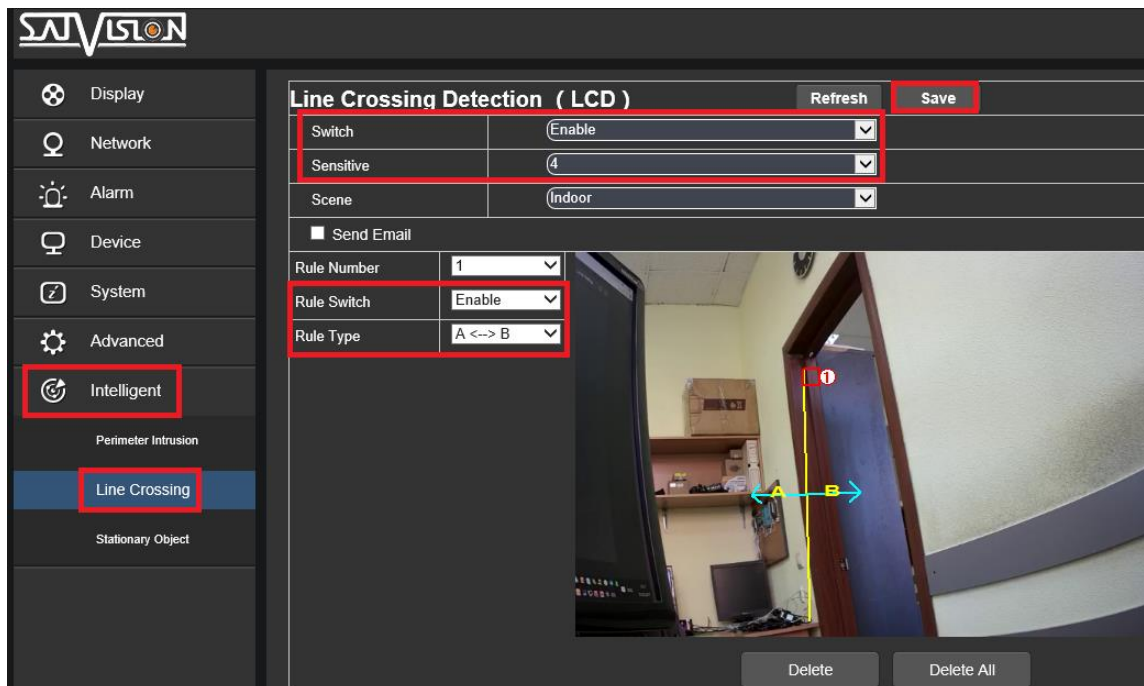 SATVISION
Display
Network
Alarm
Device
System
Advanced
Intelligent
Perimeter Intrusion
Line Crossing
Stationary Object
Line Crossing Detection ( LCD )
Refresh
Save
Switch
Enable
Sensitive
4
Scene
Indoor
Send Email
Rule Number
1
Rule Switch
Enable
Rule Type
A <--> B
1
A
B
Delete
Delete All